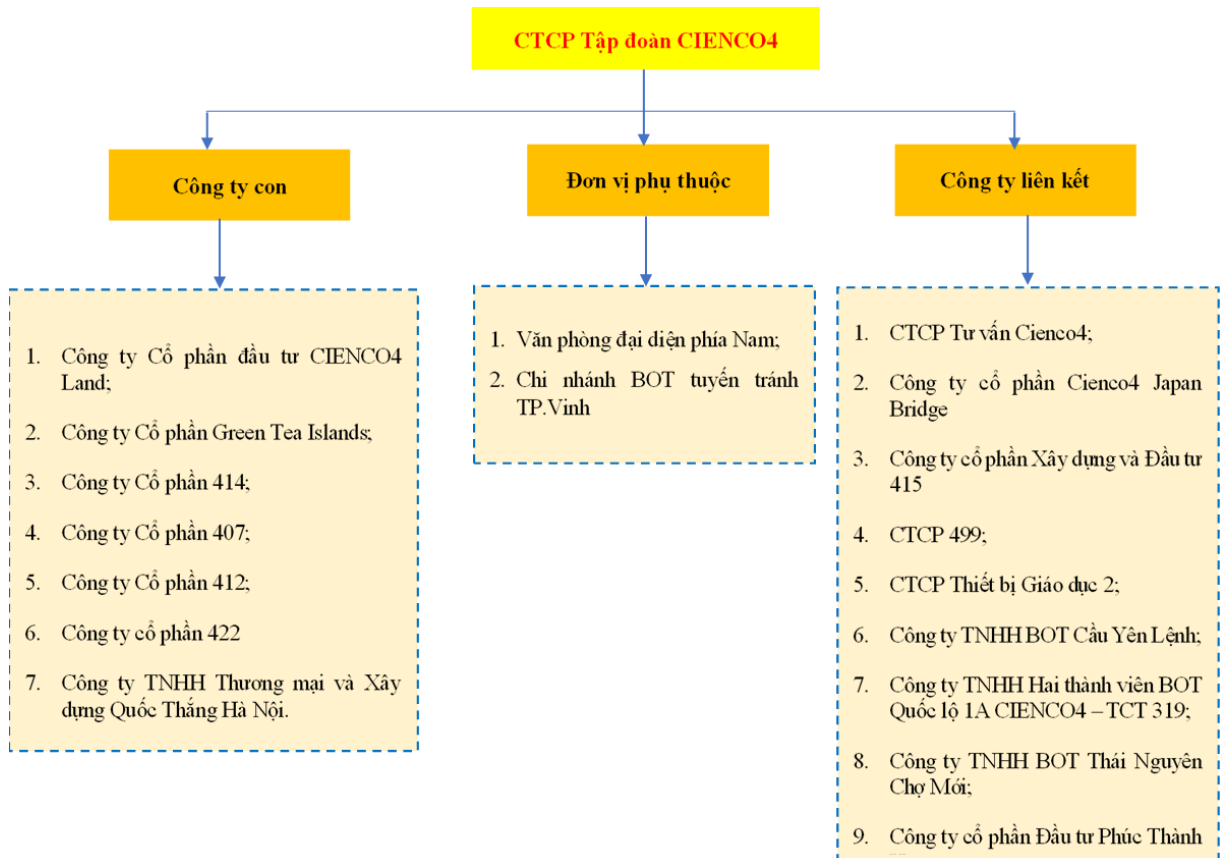 CTCP Tập đoàn CIENCO4
Công ty con
Đơn vị phụ thuộc
Công ty liên kết
1. Công ty Cổ phần đầu tư CIENCO4
Land;
2. Công ty Cổ phần Green Tea Islands;
3. Công ty Cổ phần 414;
4. Công ty Cổ phần 407;
5. Công ty Cổ phần 412;
6. Công ty cổ phần 422
7. Công ty TNHH Thương mại và Xây
dựng Quốc Thắng Hà Nội.
1. Văn phòng đại diện phía Nam;
2. Chi nhánh BOT tuyến tránh
TP.Vinh
1. CTCP Tư vấn Cienco4;
2. Công ty cổ phần Cienco4 Japan
Bridge
3. Công ty cổ phần Xây dựng và Đầu tư
415
4. CTCP 499;
5. CTCP Thiết bị Giáo dục 2;
6. Công ty TNHH BOT Cầu Yên Lệnh;
7. Công ty TNHH Hai thành viên BOT
Quốc lộ 1A CIENCO4 – TCT 319;
8. Công ty TNHH BOT Thái Nguyên
Chợ Mới;
9. Công ty cổ phần Đầu tư Phúc Thành